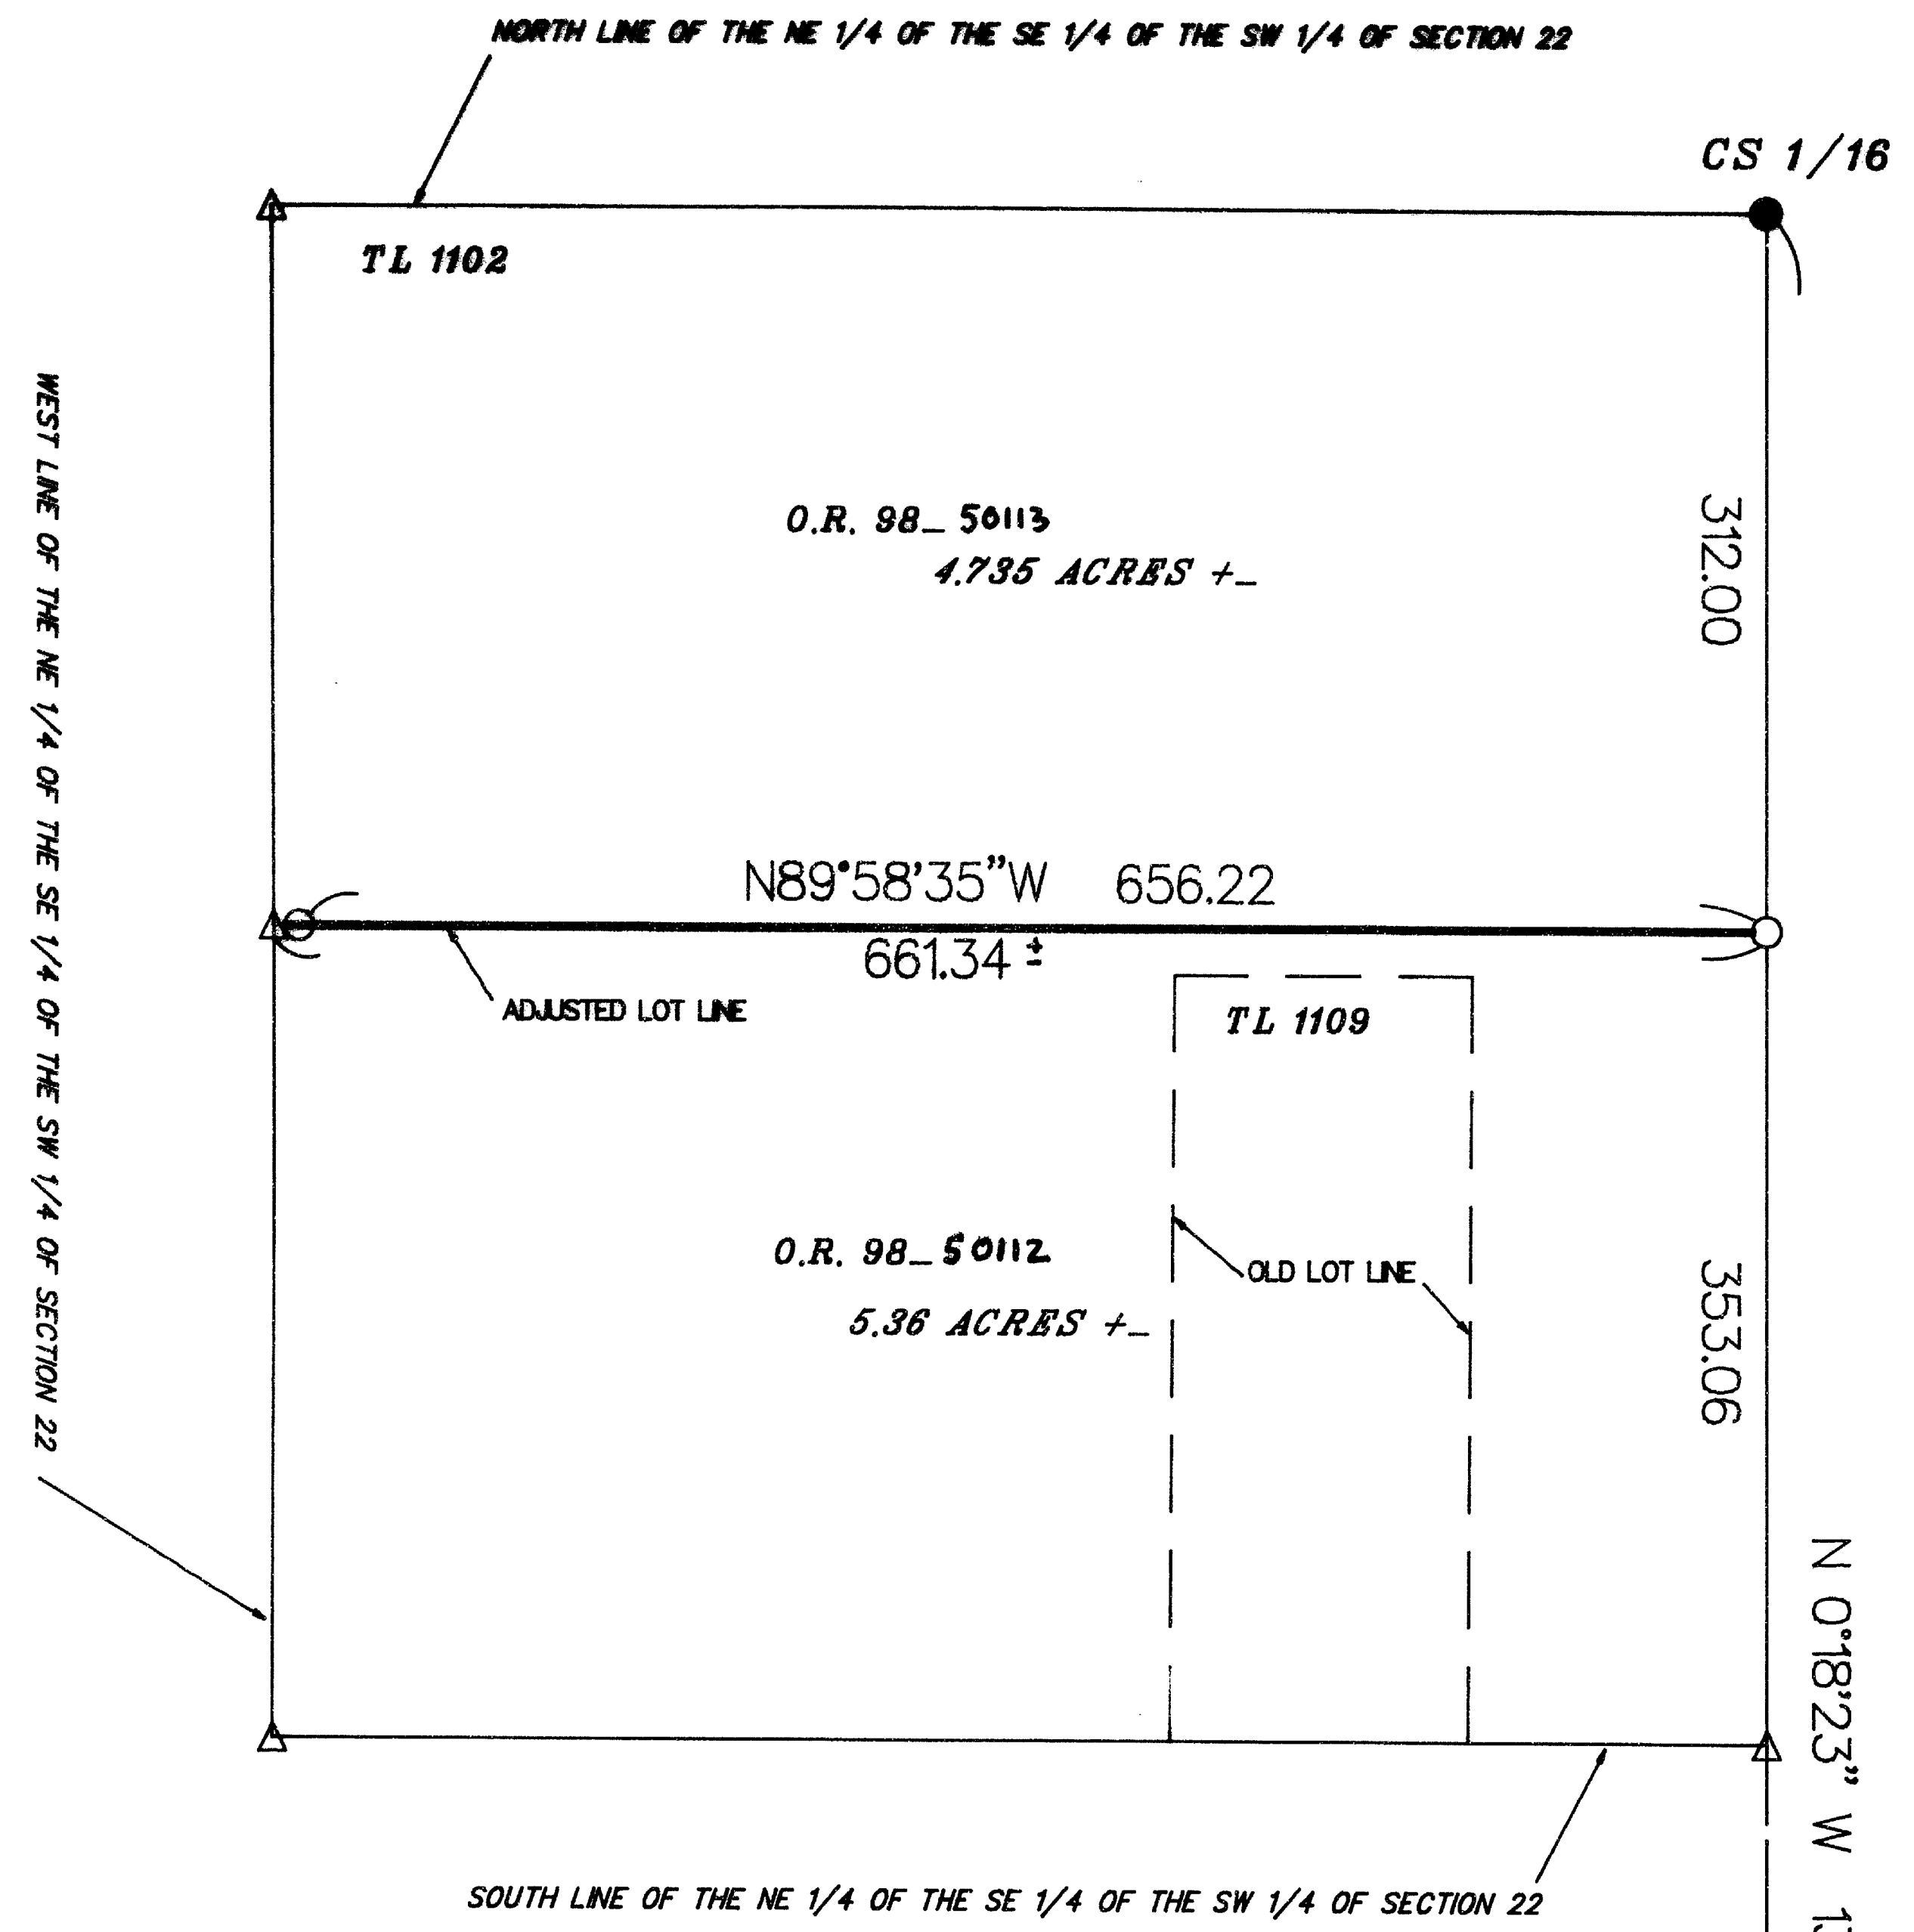 NORTH LINE OF THE NE 1/4 OF THE SE 1/4 OF THE SW 1/4 OF SECTION 22
CS 1/16
TL 1102
WEST LINE OF THE NE 1/4 OF THE SE 1/4 OF THE SW 1/4 OF SECTION 22
O.R. 98_ 50113
4.735 ACRES +_
312.00
N89°58'35"W 656.22
661.34 ±
ADJUSTED LOT LINE
TL 1109
O.R. 98_ 50112
OLD LOT LINE
5.36 ACRES +_
353.06
N 0°18'23" W
SOUTH LINE OF THE NE 1/4 OF THE SE 1/4 OF THE SW 1/4 OF SECTION 22